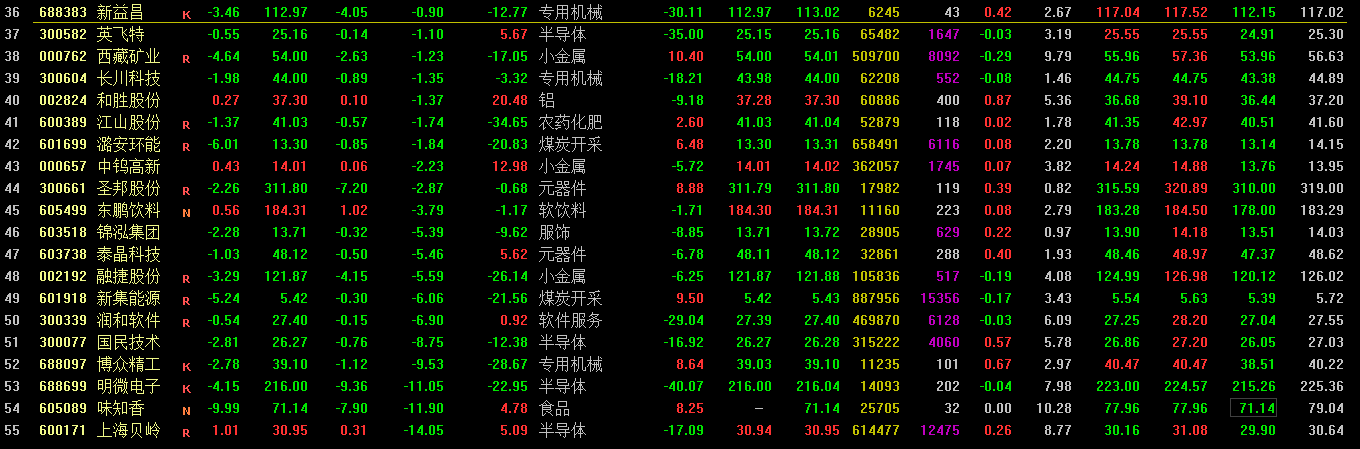 36 688383 新益昌 K -3.46 112.97 -4.05 -0.90 -12.77 专用机械 -30.11 112.97 113.02 6245 43 0.42 2.67 117.04 117.52 112.15 117.02
37 300582 英飞特 -0.55 25.16 -0.14 -1.10 5.67 半导体 -35.00 25.15 25.16 65482 1647 -0.03 3.19 25.55 25.55 24.91 25.30
38 000762 西藏矿业 R -4.64 54.00 -2.63 -1.23 -17.05 小金属 10.40 54.00 54.01 509700 8092 -0.29 9.79 55.96 57.36 53.96 56.63
39 300604 长川科技 -1.98 44.00 -0.89 -1.35 -3.32 专用机械 -18.21 43.98 44.00 62208 552 -0.08 1.46 44.75 44.75 43.38 44.89
40 002824 和胜股份 0.27 37.30 0.10 -1.37 20.48 铝 -9.18 37.28 37.30 60886 400 0.87 5.36 36.68 39.10 36.44 37.20
41 600389 江山股份 R -1.37 41.03 -0.57 -1.74 -34.65 农药化肥 2.60 41.03 41.04 52879 118 0.02 1.78 41.35 42.97 40.51 41.60
42 601699 潞安环能 R -6.01 13.30 -0.85 -1.84 -20.83 煤炭开采 6.48 13.30 13.31 658491 6116 0.08 2.20 13.78 13.78 13.14 14.15
43 000657 中钨高新 0.43 14.01 0.06 -2.23 12.98 小金属 -5.72 14.01 14.02 362057 1745 0.07 3.82 14.24 14.88 13.76 13.95
44 300661 圣邦股份 R -2.26 311.80 -7.20 -2.87 -0.68 元器件 8.88 311.79 311.80 17982 119 0.39 0.82 315.59 320.89 310.00 319.00
45 605499 东鹏饮料 N 0.56 184.31 1.02 -3.79 -1.17 软饮料 -1.71 184.30 184.31 11160 223 0.08 2.79 183.28 184.50 178.00 183.29
46 603518 锦泓集团 -2.28 13.71 -0.32 -5.39 -9.62 服饰 -8.85 13.71 13.72 28905 629 0.22 0.97 13.90 14.18 13.51 14.03
47 603738 泰晶科技 -1.03 48.12 -0.50 -5.46 5.62 元器件 -6.78 48.11 48.12 32861 288 0.40 1.93 48.46 48.97 47.37 48.62
48 002192 融捷股份 R -3.29 121.87 -4.15 -5.59 -26.14 小金属 -6.25 121.87 121.88 105836 517 -0.19 4.08 124.99 126.98 120.12 126.02
49 601918 新集能源 R -5.24 5.42 -0.30 -6.06 -21.56 煤炭开采 9.50 5.42 5.43 887956 15356 -0.17 3.43 5.54 5.63 5.39 5.72
50 300339 润和软件 R -0.54 27.40 -0.15 -6.90 0.92 软件服务 -29.04 27.39 27.40 469870 6128 -0.03 6.09 27.25 28.20 27.04 27.55
51 300077 国民技术 -2.81 26.27 -0.76 -8.75 -12.38 半导体 -16.92 26.27 26.28 315222 4060 0.57 5.78 26.86 27.20 26.05 27.03
52 688097 博众精工 K -2.78 39.10 -1.12 -9.53 -28.67 专用机械 8.64 39.03 39.10 11235 101 0.67 2.97 40.47 40.47 38.51 40.22
53 688699 明微电子 K -4.15 216.00 -9.36 -11.05 -22.95 半导体 -40.07 216.00 216.04 14093 202 -0.04 7.98 223.00 224.57 215.26 225.36
54 605089 味知香 N -9.99 71.14 -7.90 -11.90 4.78 食品 8.25 – 71.14 25705 32 0.00 10.28 77.96 77.96 71.14 79.04
55 600171 上海贝岭 R 1.01 30.95 0.31 -14.05 5.09 半导体 -17.09 30.94 30.95 614477 12475 0.26 8.77 30.16 31.08 29.90 30.64